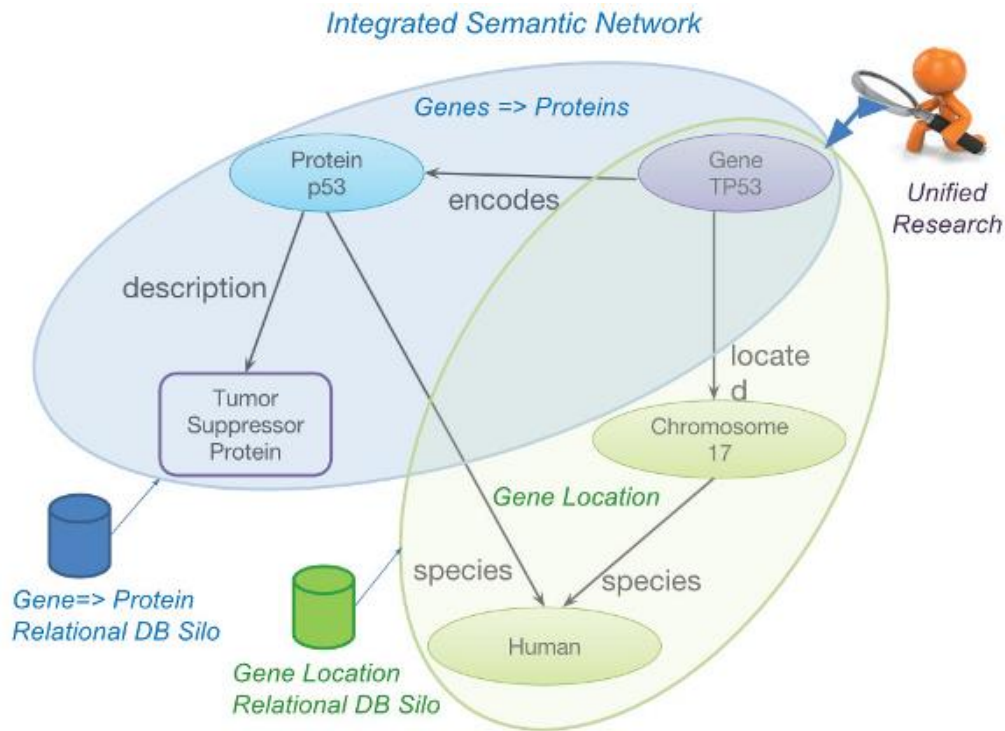 Integrated Semantic Network
Genes => Proteins
Protein
p53
Gene
TP53
encodes
Unified
Research
description
locate
d
Tumor
Suppressor
Protein
Chromosome
17
Gene Location
species
species
Gene=> Protein
Relational DB Silo
Human
Gene Location
Relational DB Silo